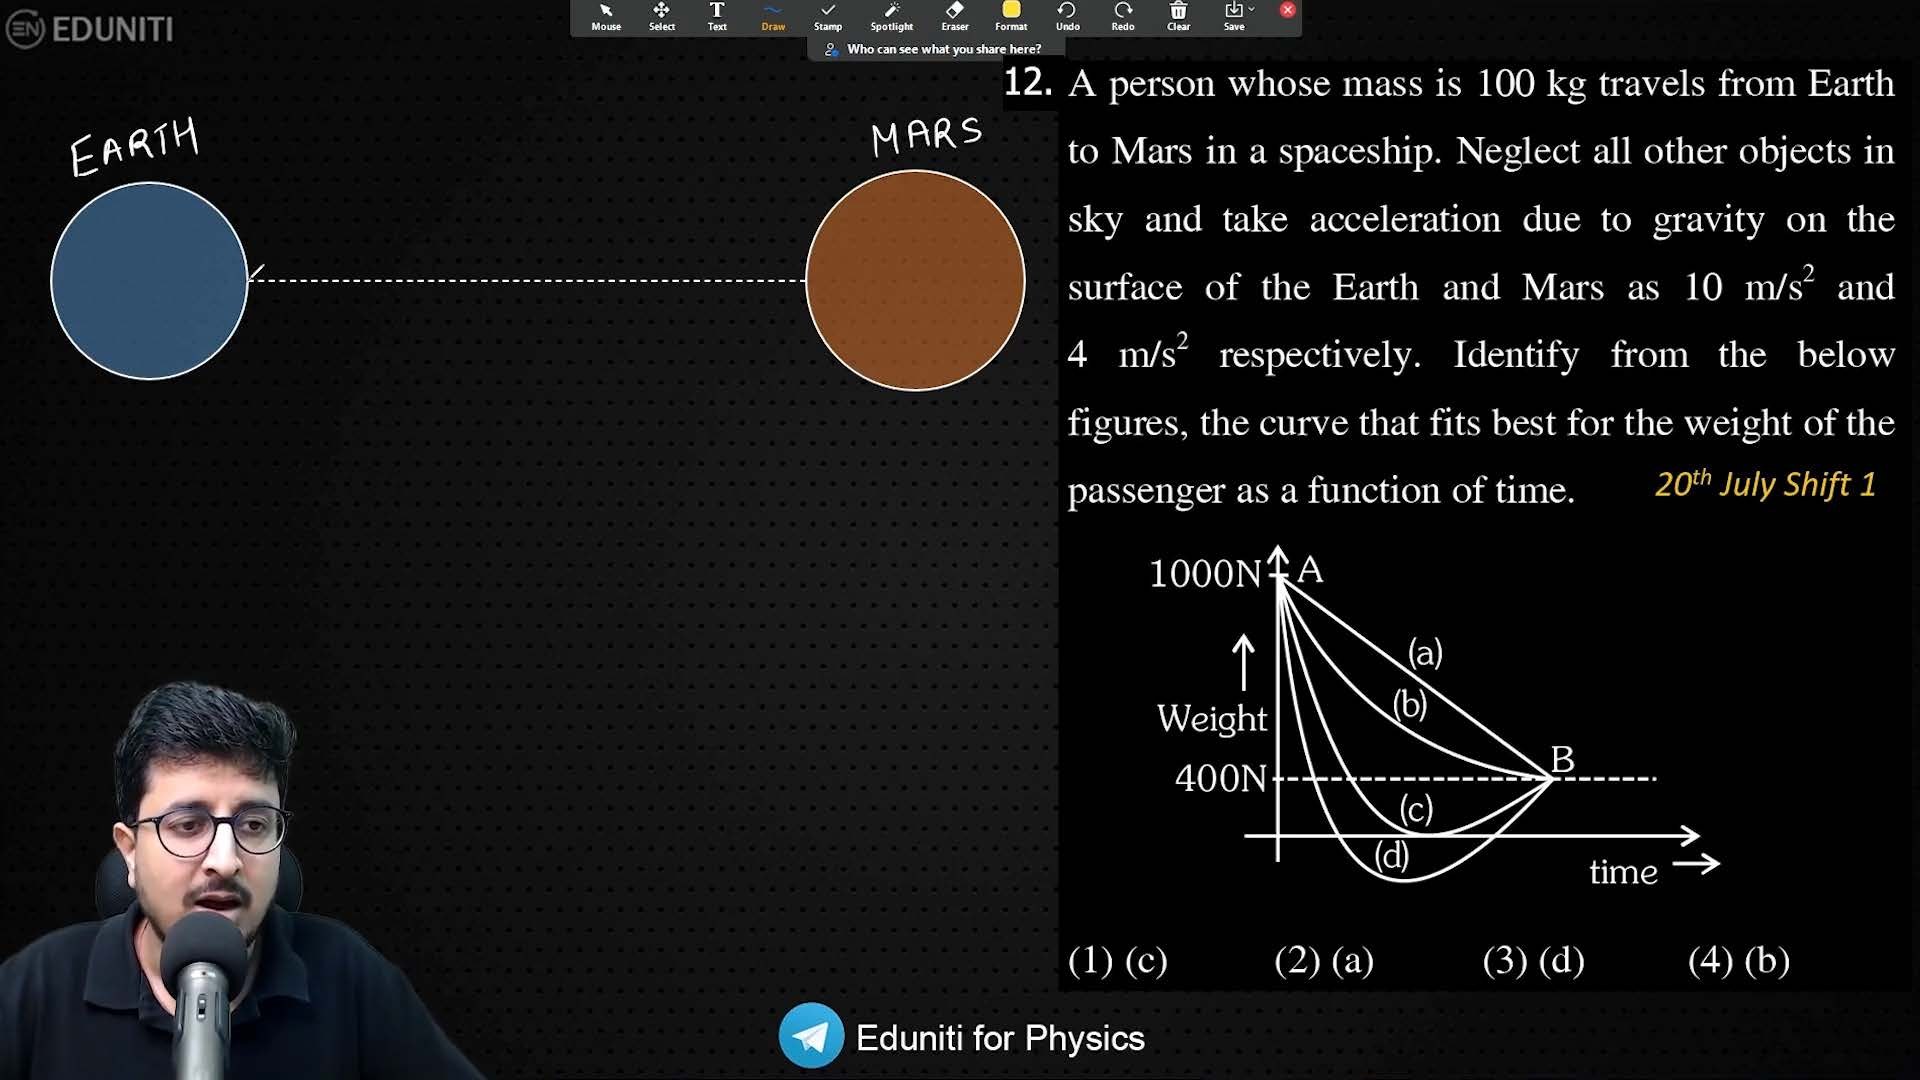 EN EDUNITI
Mouse Select Text Draw Stamp Spotlight Eraser Format Undo Redo Clear Save
Who can see what you share here?
EARTH
MARS
12. A person whose mass is 100 kg travels from Earth
to Mars in a spaceship. Neglect all other objects in
sky and take acceleration due to gravity on the
surface of the Earth and Mars as 10 m/s² and
4 m/s² respectively. Identify from the below
figures, the curve that fits best for the weight of the
passenger as a function of time.
20th July Shift 1
1000N A
(a)
(b)
Weight
B
400N
(c)
(d)
time
(1) (c) (2) (a) (3) (d) (4) (b)
Eduniti for Physics